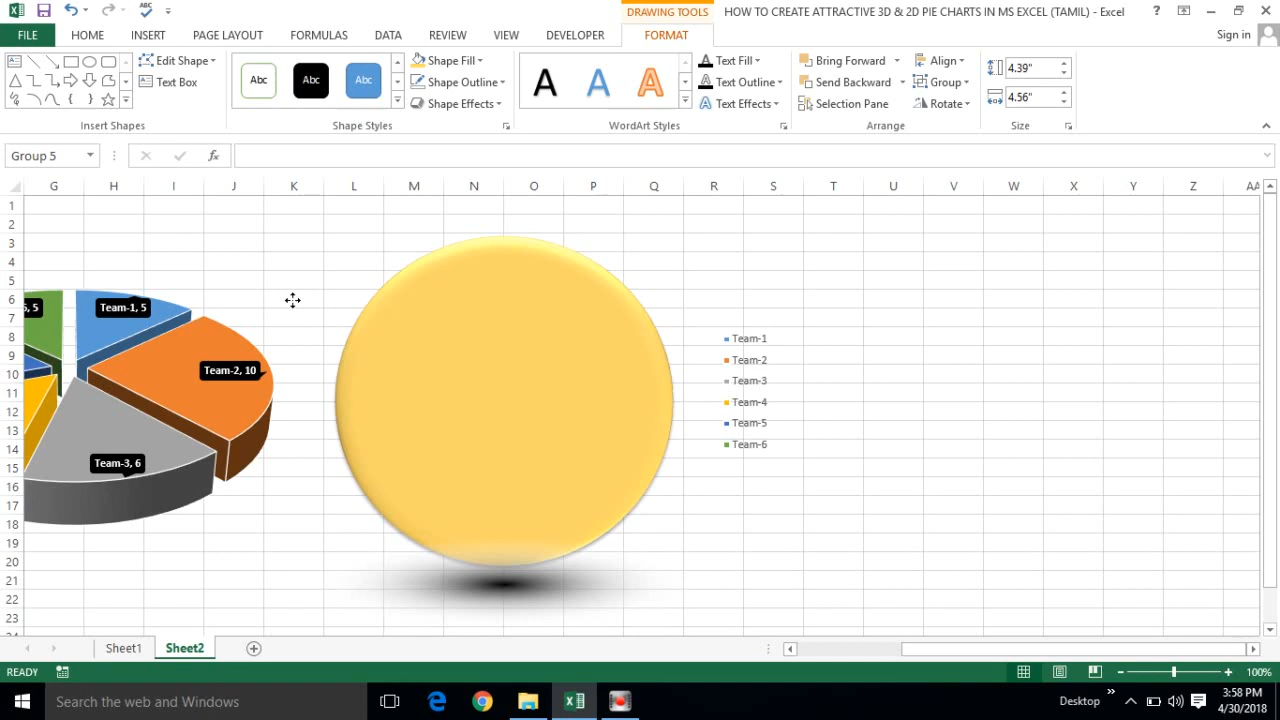 DRAWING TOOLS
HOW TO CREATE ATTRACTIVE 3D & 2D PIE CHARTS IN MS EXCEL (TAMIL) - Excel
FILE HOME INSERT PAGE LAYOUT FORMULAS DATA REVIEW VIEW DEVELOPER FORMAT Sign in
Edit Shape
Text Box
Insert Shapes
Abc Abc Abc
Shape Fill
Shape Outline
Shape Effects
Shape Styles
A A A
Text Fill
Text Outline
Text Effects
WordArt Styles
Bring Forward
Send Backward
Selection Pane
Align
Group
Rotate
Arrange
4.39"
4.56"
Size
Group 5
fx
G H I J K L M N O P Q R S T U V W X Y Z AA
1
2
3
4
5
6
7
8
9
10
11
12
13
14
15
16
17
18
19
20
21
22
23
, 5
Team-1, 5
Team-2, 10
Team-3, 6
Team-1
Team-2
Team-3
Team-4
Team-5
Team-6
Sheet1 Sheet2
READY 100%
Search the web and Windows
Desktop
3:58 PM
4/30/2018